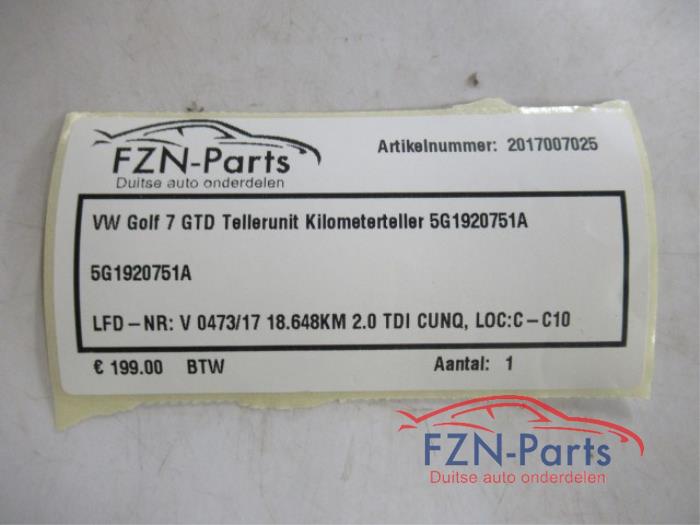 FZN-Parts
Duitse auto onderdelen
Artikelnummer: 2017007025
VW Golf 7 GTD Tellerunit Kilometerteller 5G1920751A
5G1920751A
LFD-NR: V 0473/17 18.648KM 2.0 TDI CUNQ, LOC:C-C10
€ 199.00 BTW
Aantal: 1
FZN-Parts
Duitse auto onderdelen